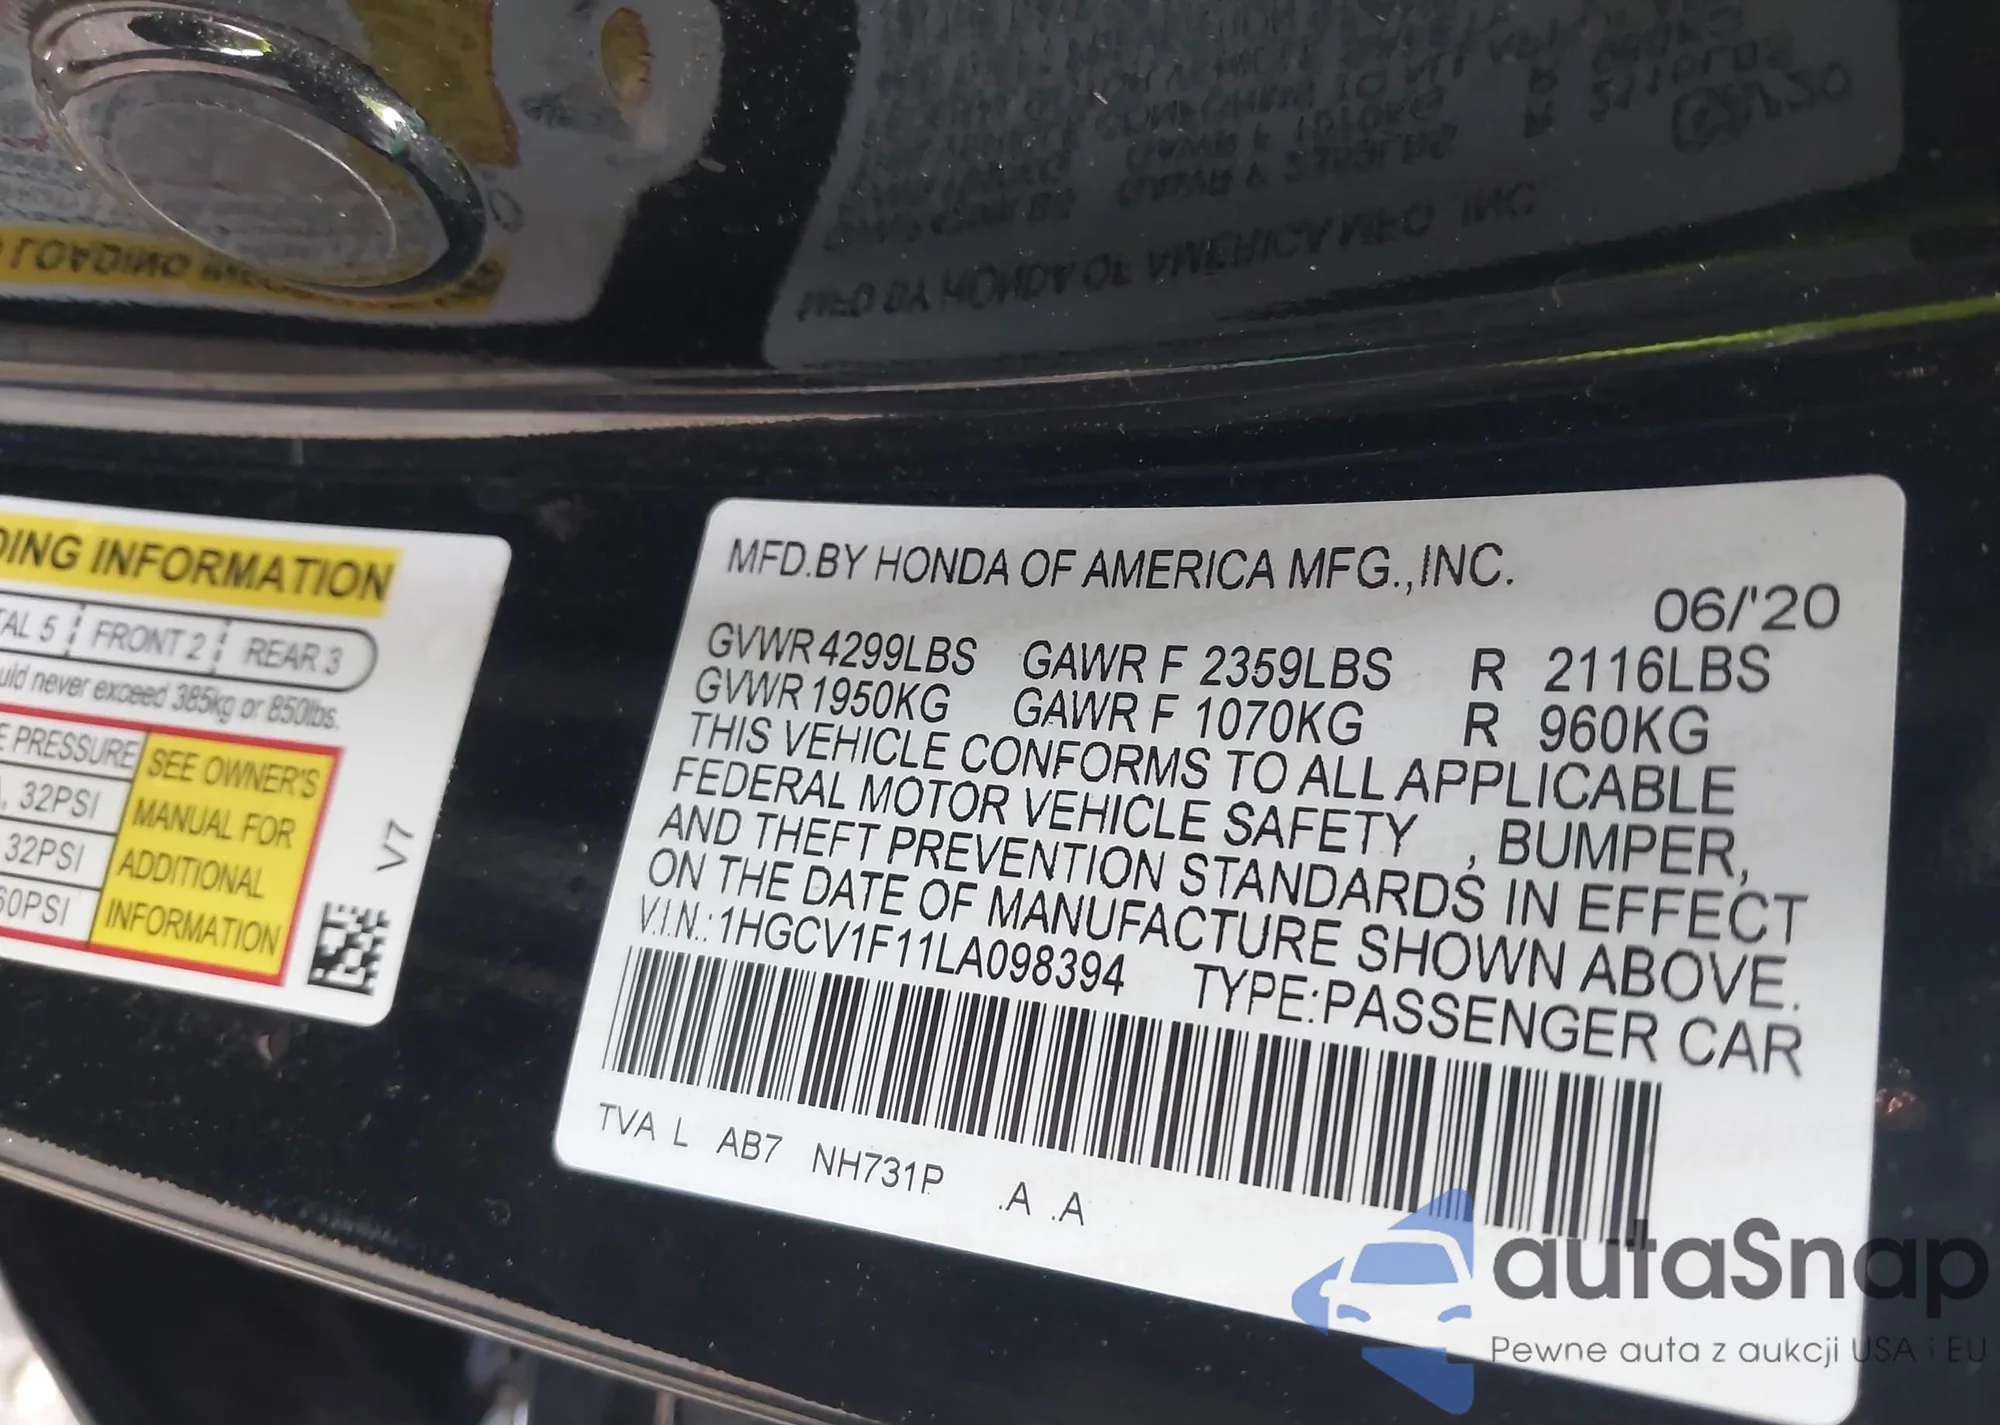 DING INFORMATION
TAL 5 FRONT 2 REAR 3
uld never exceed 385kg or 850lbs.
E PRESSURE
SEE OWNER'S
MANUAL FOR
ADDITIONAL
INFORMATION
, 32PSI
32PSI
60PSI
V7
MFD.BY HONDA OF AMERICA MFG.,INC.
06/'20
GVWR 4299LBS GAWR F 2359LBS R 2116LBS
GVWR 1950KG GAWR F 1070KG R 960KG
THIS VEHICLE CONFORMS TO ALL APPLICABLE
FEDERAL MOTOR VEHICLE SAFETY , BUMPER,
AND THEFT PREVENTION STANDARDS IN EFFECT
ON THE DATE OF MANUFACTURE SHOWN ABOVE.
V.I.N.:1HGCV1F11LA098394 TYPE:PASSENGER CAR
TVA L AB7 NH731P .A .A
autaSnap
Pewne auta z aukcji USA i EU